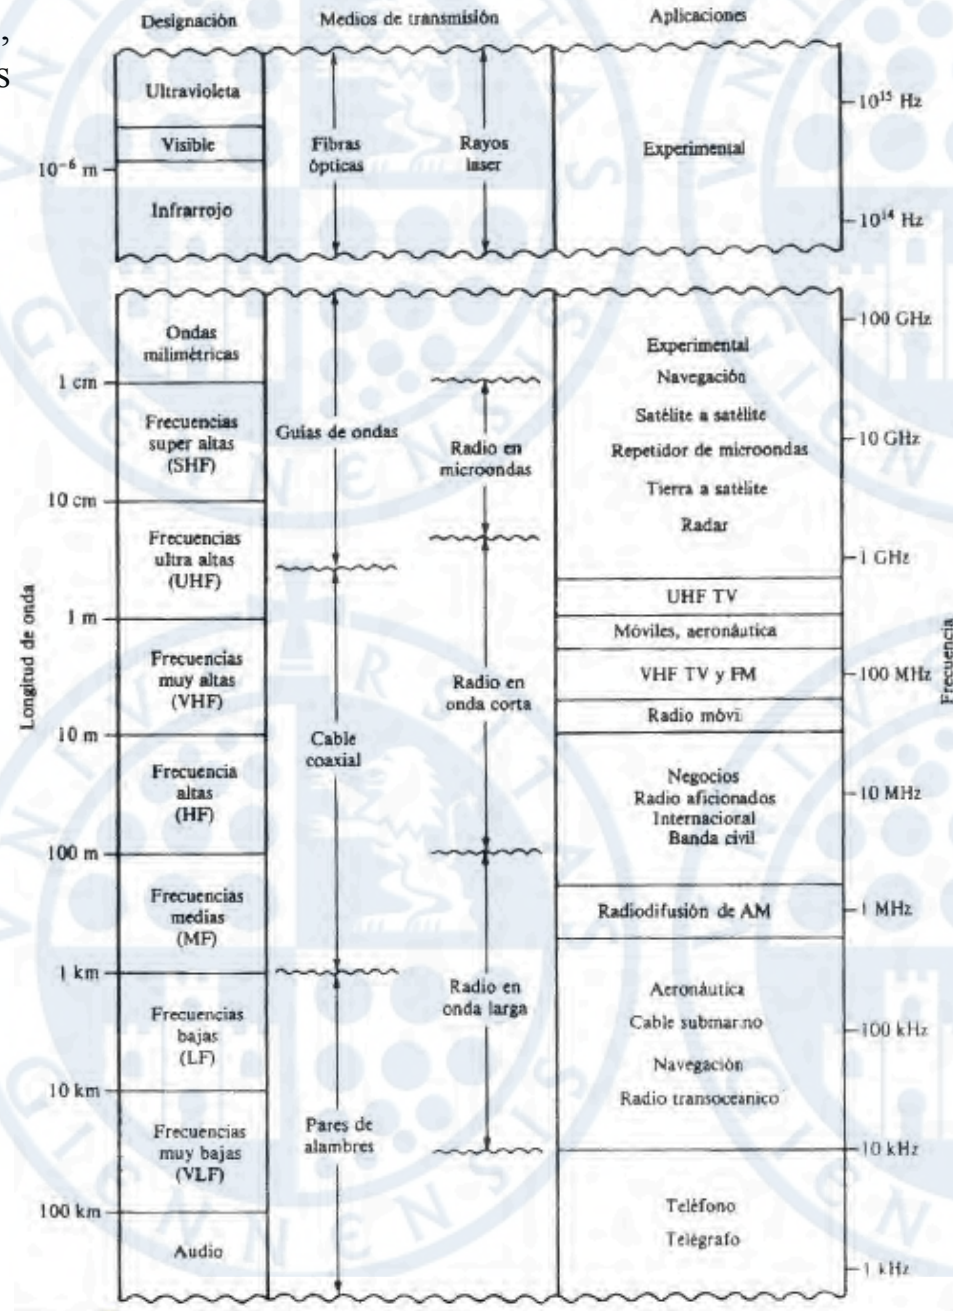 Designación
Medios de transmisión
Aplicaciones
,
s
Ultravioleta
Visible
Infrarrojo
10⁻⁶ m
Fibras
ópticas
Rayos
laser
Experimental
10¹⁵ Hz
10¹⁴ Hz
Longitud de onda
1 cm
10 cm
1 m
10 m
100 m
1 km
10 km
100 km
Ondas
milimétricas
Frecuencias
super altas
(SHF)
Frecuencias
ultra altas
(UHF)
Frecuencias
muy altas
(VHF)
Frecuencia
altas
(HF)
Frecuencias
medias
(MF)
Frecuencias
bajas
(LF)
Frecuencias
muy bajas
(VLF)
Audio
Guías de ondas
Cable
coaxial
Pares de
alambres
Radio en
microondas
Radio en
onda corta
Radio en
onda larga
Experimental
Navegación
Satélite a satélite
Repetidor de microondas
Tierra a satélite
Radar
UHF TV
Móviles, aeronáutica
VHF TV y FM
Radio móvil
Negocios
Radio aficionados
Internacional
Banda civil
Radiodifusión de AM
Aeronáutica
Cable submarino
Navegación
Radio transoceánico
Teléfono
Telégrafo
100 GHz
10 GHz
1 GHz
100 MHz
10 MHz
1 MHz
100 kHz
10 kHz
1 kHz
Frecuencia